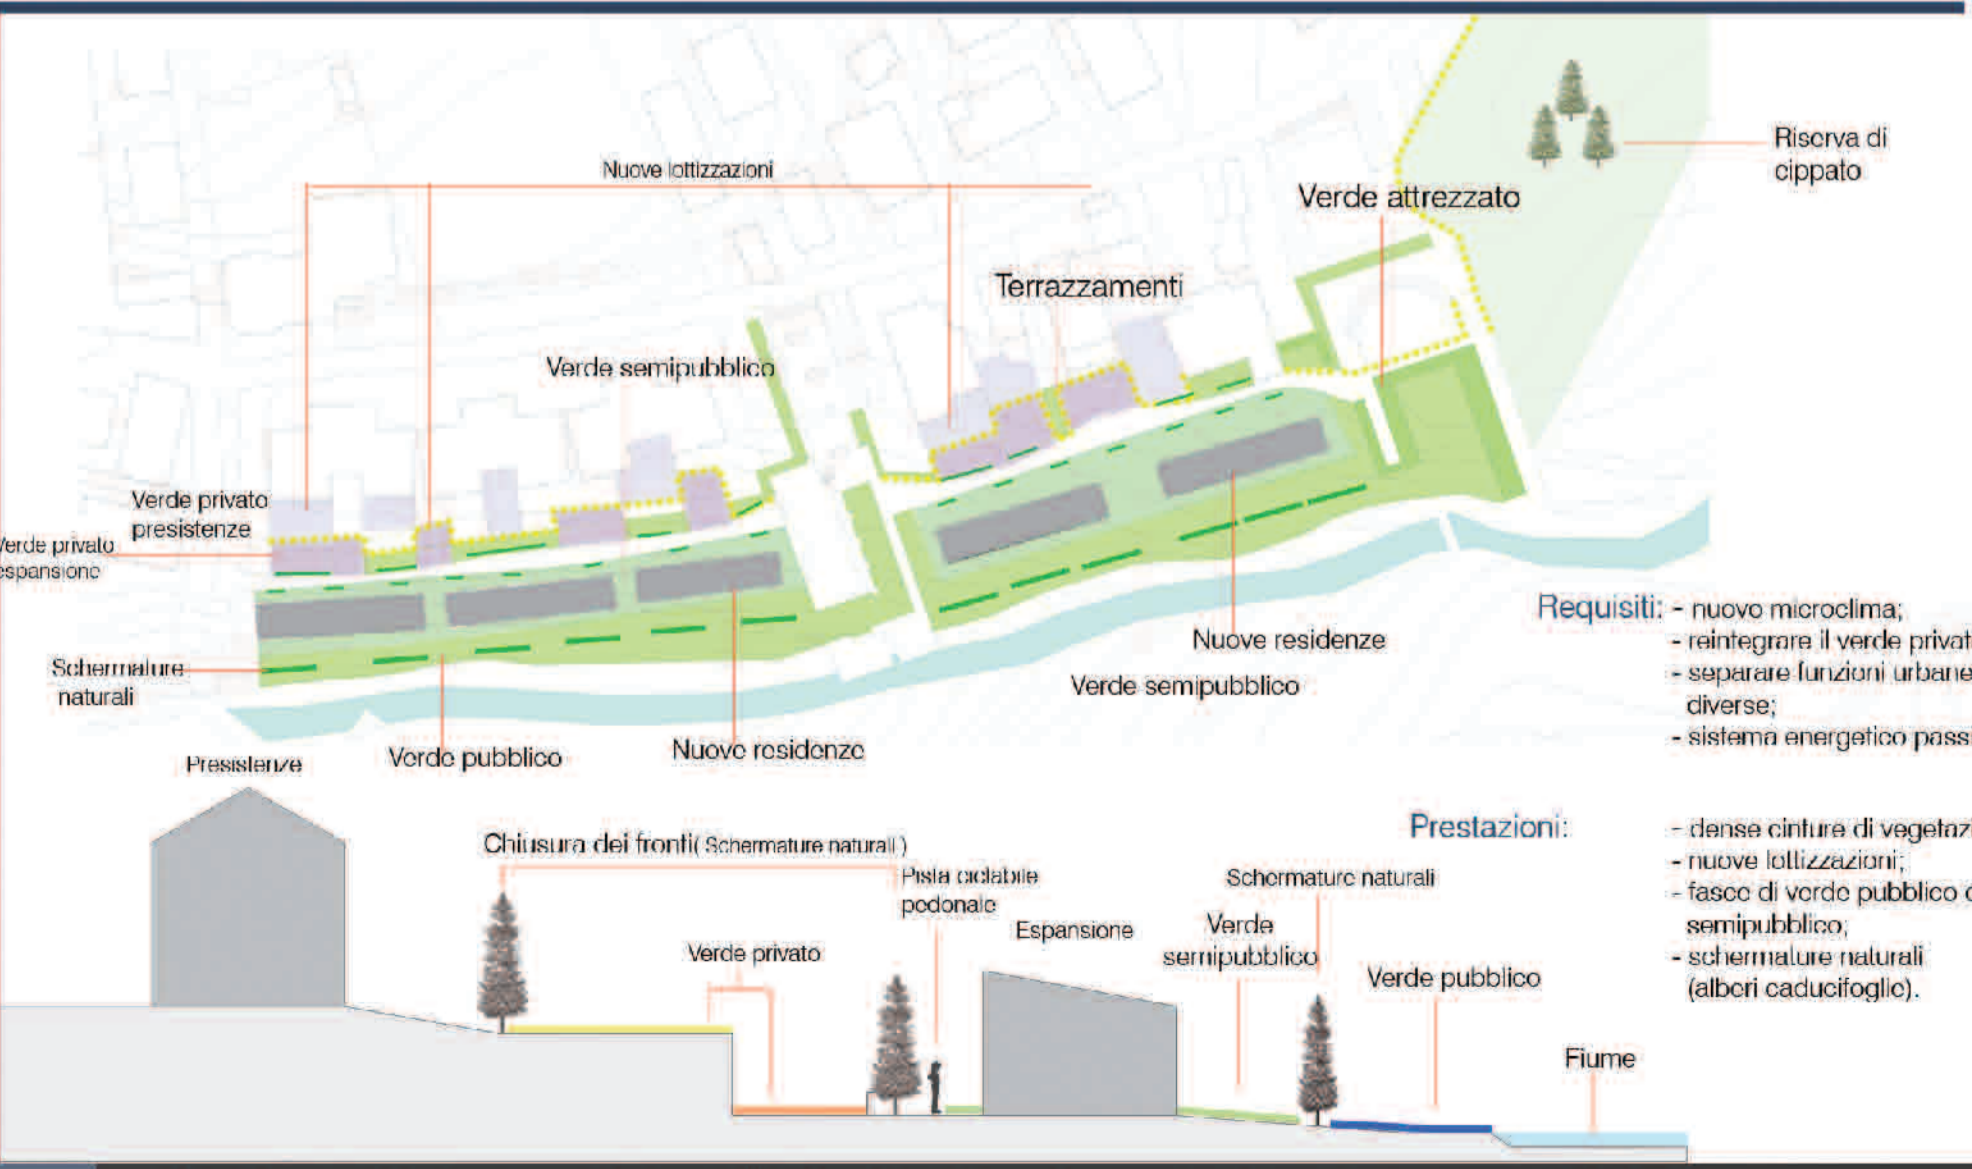 Nuove lottizzazioni
Riserva di
cippato
Verde attrezzato
Terrazzamenti
Verde semipubblico
Verde privato
presistenze
Verde privato
espansione
Schermature
naturali
Nuove residenze
Verde semipubblico
Verde pubblico
Nuove residenze
Requisiti: - nuovo microclima;
- reintegrare il verde privat
- separare funzioni urbane
diverse;
- sistema energetico pass
Presistenze
Prestazioni: - dense cinture di vegetaz
- nuove lottizzazioni;
- fasce di verde pubblico
semipubblico;
- schermature naturali
(alberi caducifoglie).
Chiusura dei fronti( Schermature naturali )
Pista ciclabile
pedonale
Espansione
Verde privato
Schermature naturali
Verde
semipubblico
Verde pubblico
Fiume